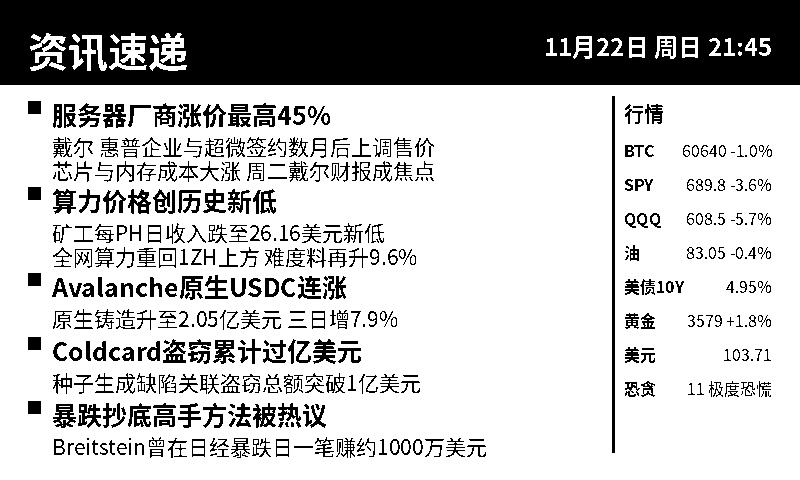 资讯速递
11月22日 周日 21:45
服务器厂商涨价最高45%
戴尔 惠普企业与超微签约数月后上调售价
芯片与内存成本大涨 周二戴尔财报成焦点
算力价格创历史新低
矿工每PH日收入跌至26.16美元新低
全网算力重回1ZH上方 难度料再升9.6%
Avalanche原生USDC连涨
原生铸造升至2.05亿美元 三日增7.9%
Coldcard盗窃累计过亿美元
种子生成缺陷关联盗窃总额突破1亿美元
暴跌抄底高手方法被热议
Breitstein曾在日经暴跌日一笔赚约1000万美元
行情
BTC 60640 -1.0%
SPY 689.8 -3.6%
QQQ 608.5 -5.7%
油 83.05 -0.4%
美债10Y 4.95%
黄金 3579 +1.8%
美元 103.71
恐贪 11 极度恐慌